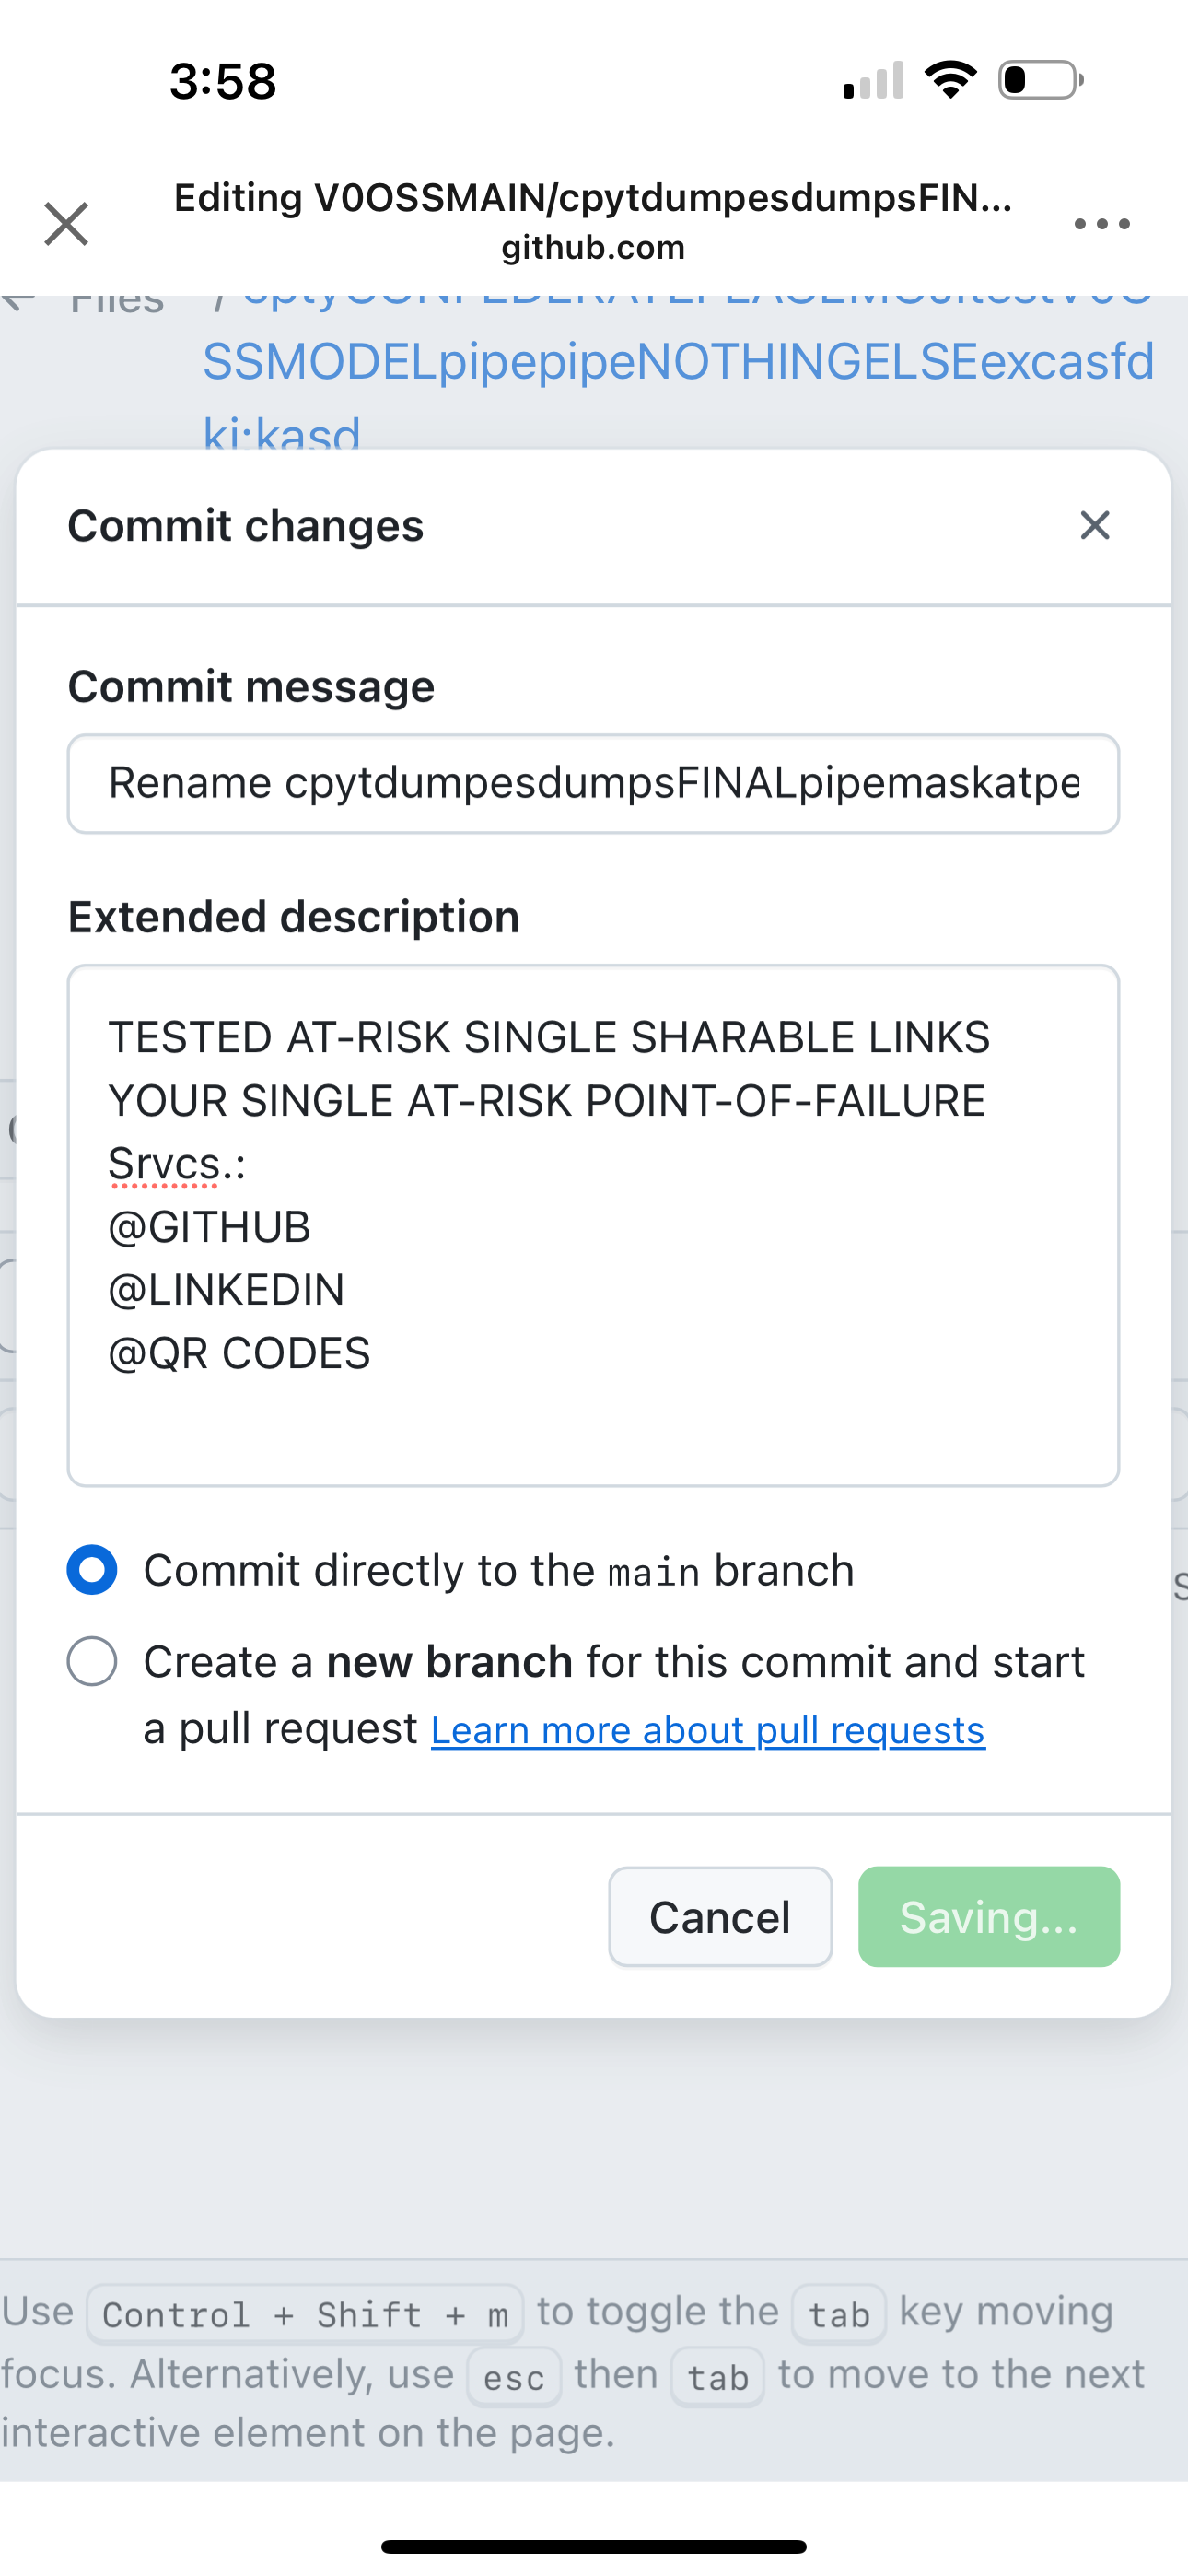 3:58
Editing V0OSSMAIN/cpytdumpesdumpsFIN...
github.com
Files /
SSMODELpipepipeNOTHINGELSEexcasfd
ki:kasd
Commit changes
Commit message
Rename cpytdumpesdumpsFINALpipemaskatpe
Extended description
TESTED AT-RISK SINGLE SHARABLE LINKS
YOUR SINGLE AT-RISK POINT-OF-FAILURE
Srvcs.:
@GITHUB
@LINKEDIN
@QR CODES
Commit directly to the main branch
Create a new branch for this commit and start
a pull request Learn more about pull requests
Cancel
Saving...
Use Control + Shift + m to toggle the tab key moving
focus. Alternatively, use esc then tab to move to the next
interactive element on the page.